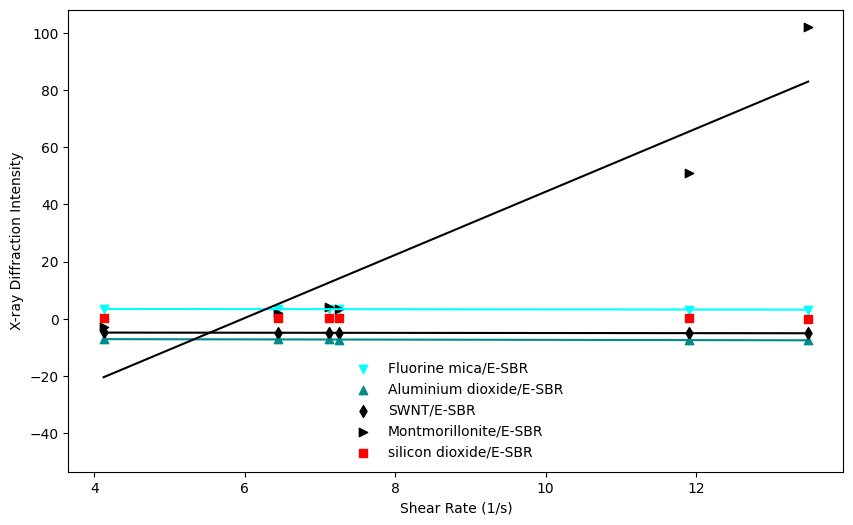 100
80
60
40
20
0
−20
−40
4
6
8
10
12
X-ray Diffraction Intensity
Shear Rate (1/s)
Fluorine mica/E-SBR
Aluminium dioxide/E-SBR
SWNT/E-SBR
Montmorillonite/E-SBR
silicon dioxide/E-SBR